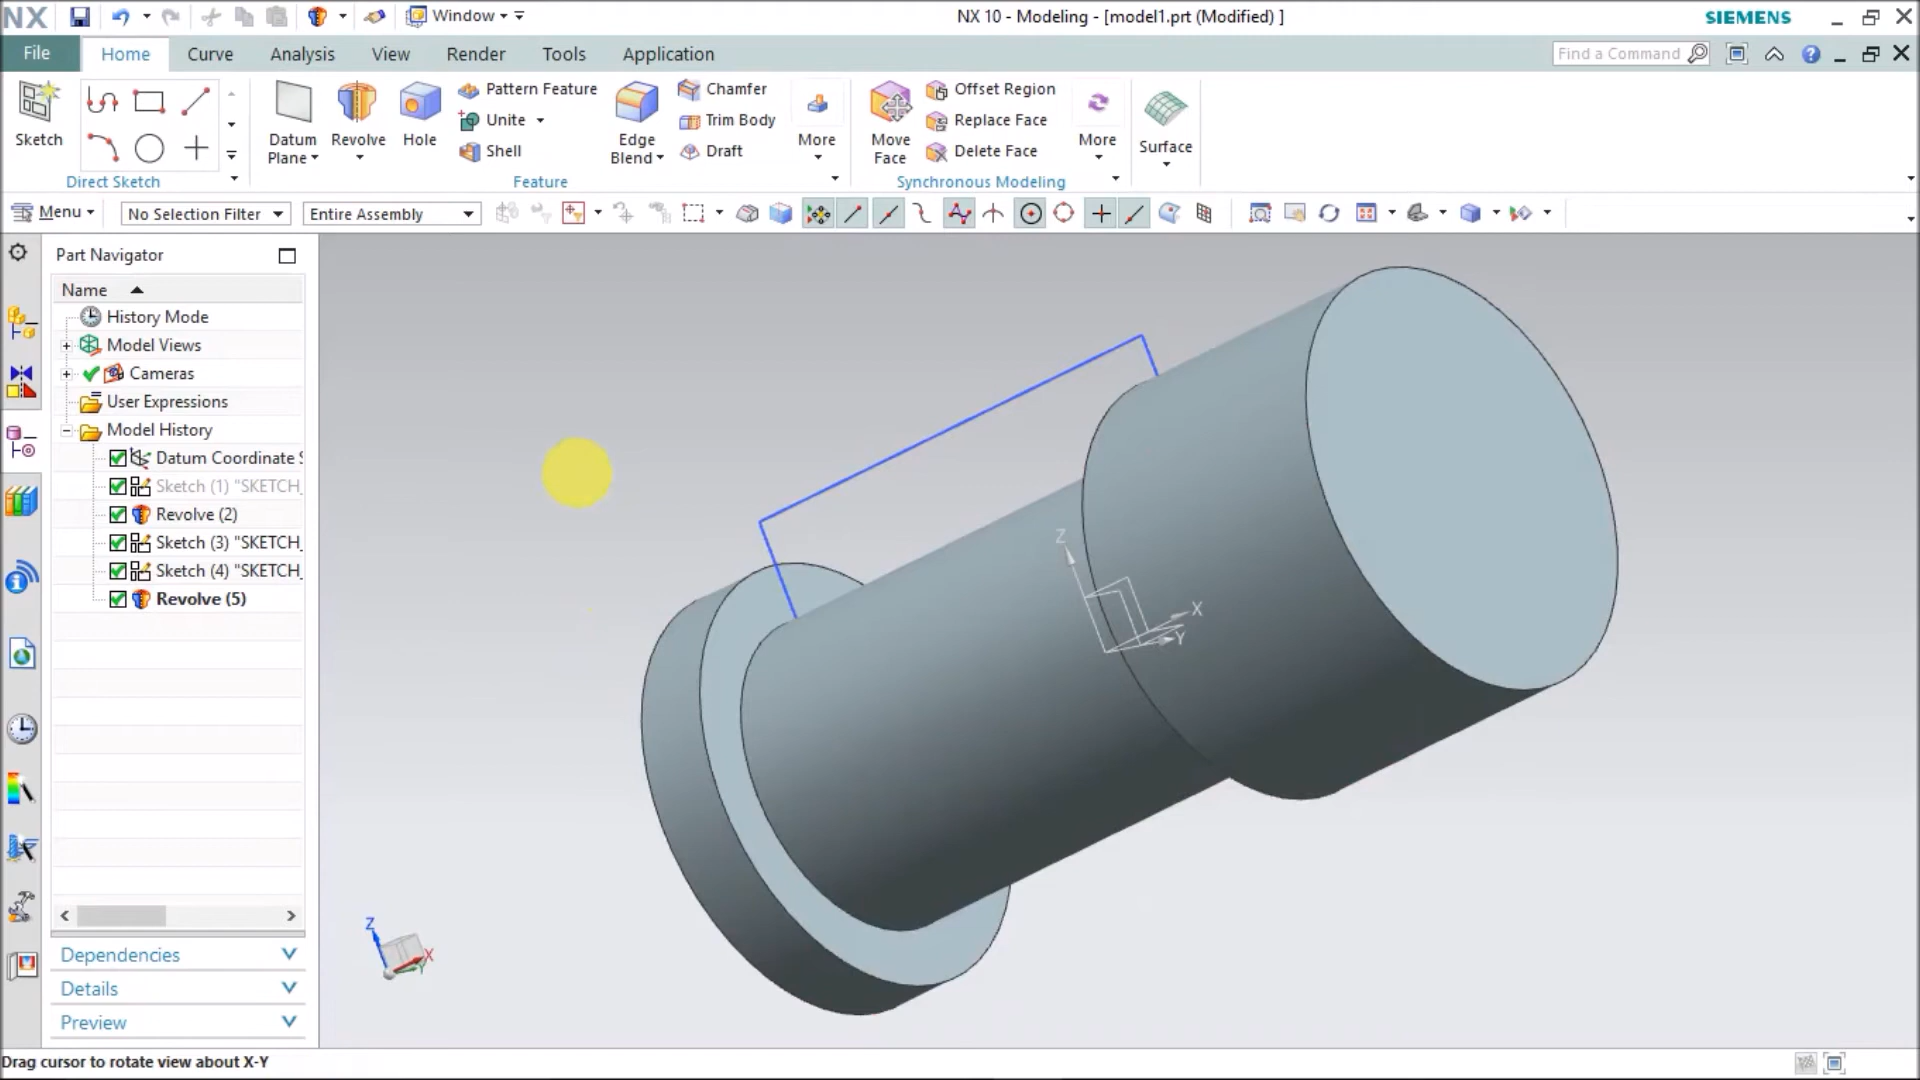 NX Window NX 10 - Modeling - [model1.prt (Modified) ] SIEMENS
File Home Curve Analysis View Render Tools Application Find a Command
Sketch
Direct Sketch
Datum Plane
Revolve
Hole
Pattern Feature
Unite
Shell
Edge Blend
Chamfer
Trim Body
Draft
More
Feature
Move Face
Offset Region
Replace Face
Delete Face
More
Synchronous Modeling
Surface
Menu No Selection Filter Entire Assembly
Part Navigator
Name
History Mode
Model Views
Cameras
User Expressions
Model History
Datum Coordinate S
Sketch (1) "SKETCH_
Revolve (2)
Sketch (3) "SKETCH_
Sketch (4) "SKETCH_
Revolve (5)
Dependencies
Details
Preview
Z
X
Y
Z
X
Y
Drag cursor to rotate view about X-Y